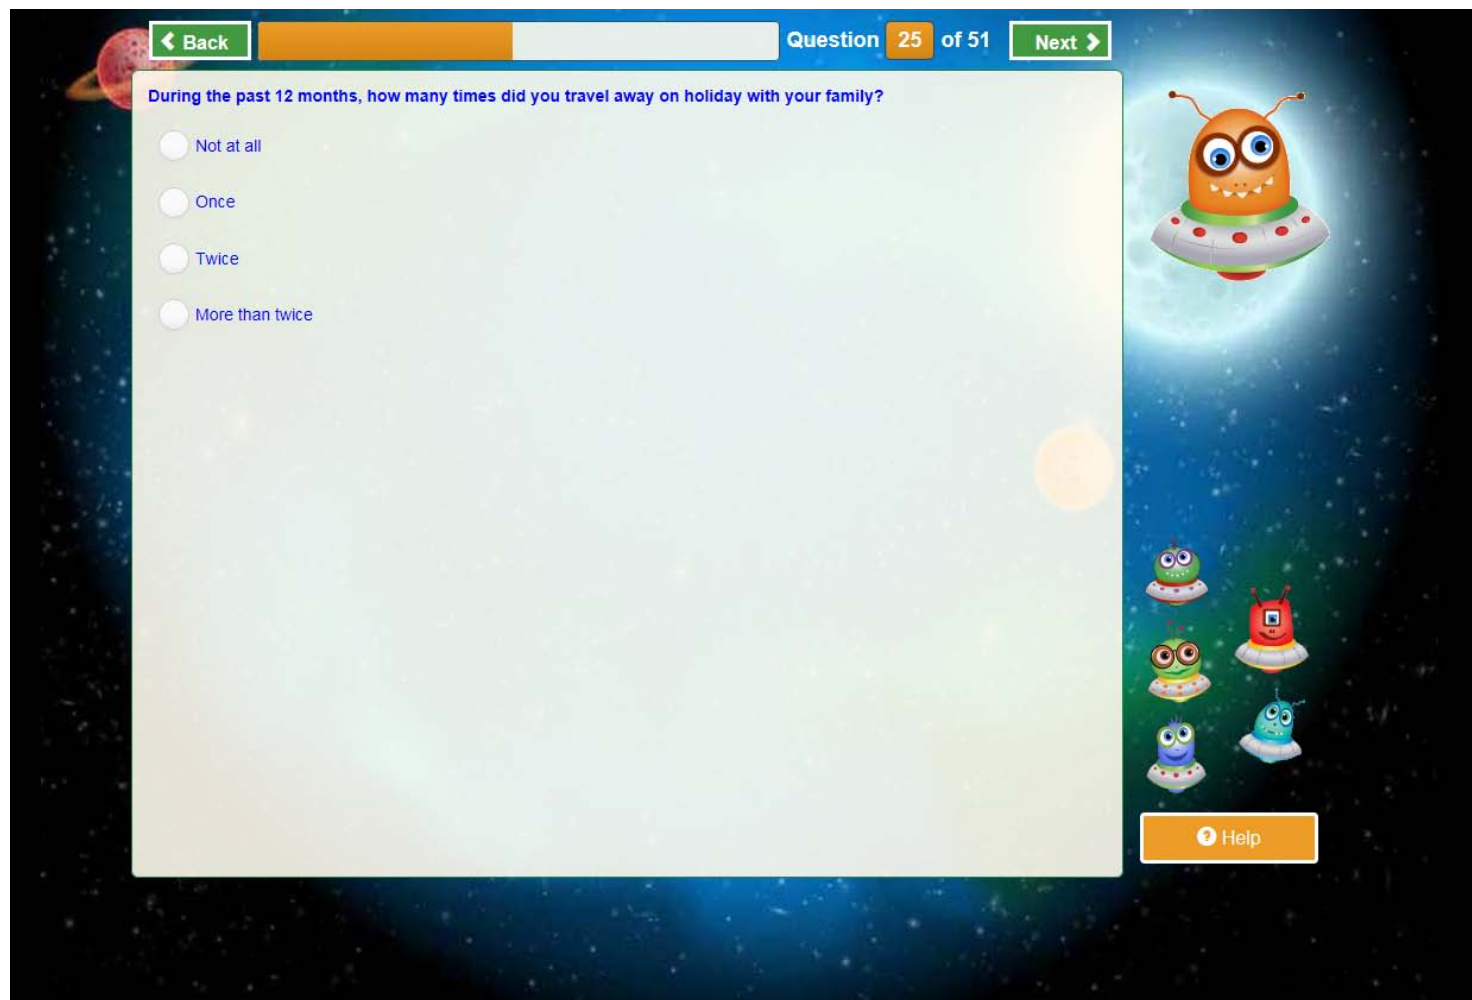 Back
Question 25 of 51
Next
During the past 12 months, how many times did you travel away on holiday with your family?
Not at all
Once
Twice
More than twice
? Help